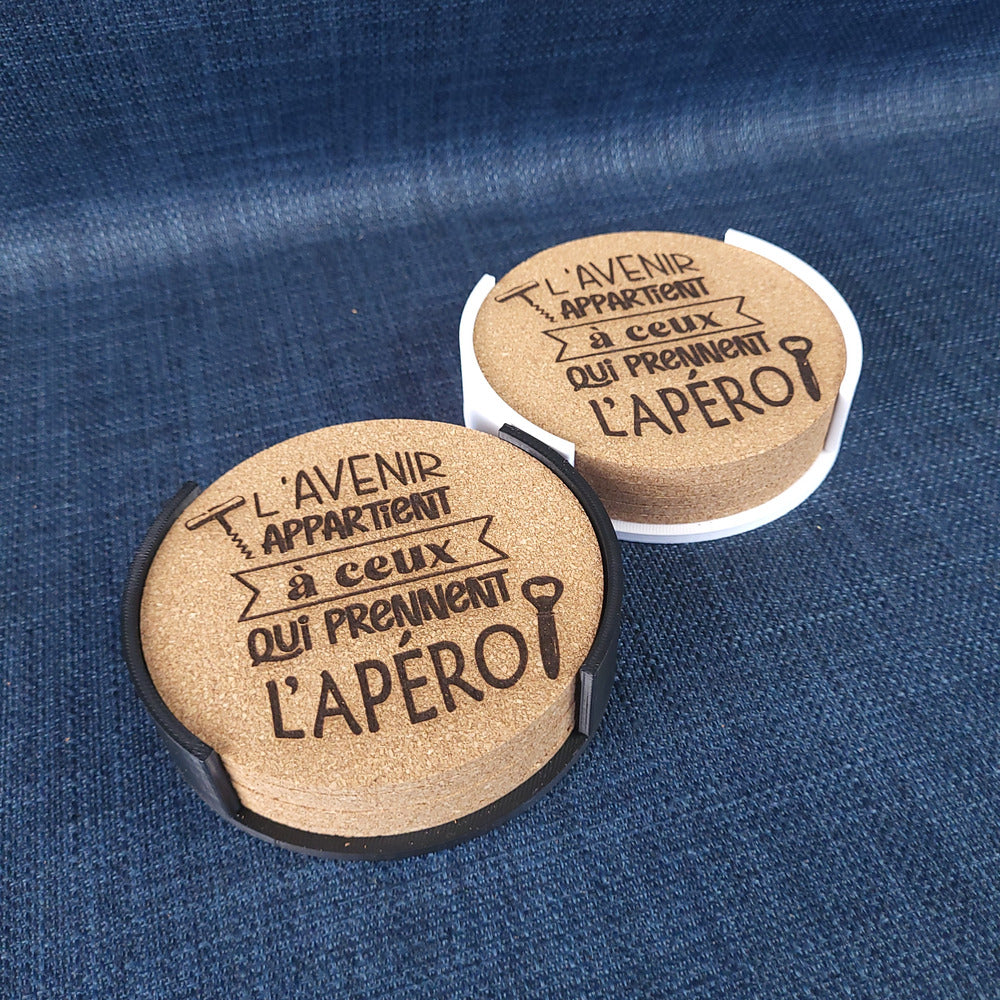 L'AVENIR
APPARTIENT
à ceux
QUI PRENNENT
L'APÉRO
L'AVENIR
APPARTIENT
à ceux
QUI PRENNENT
L'APÉRO